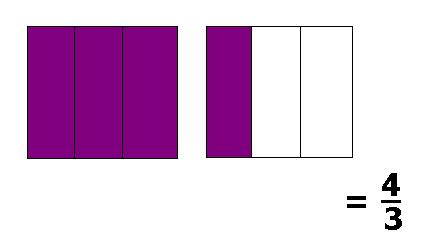 = 4/3